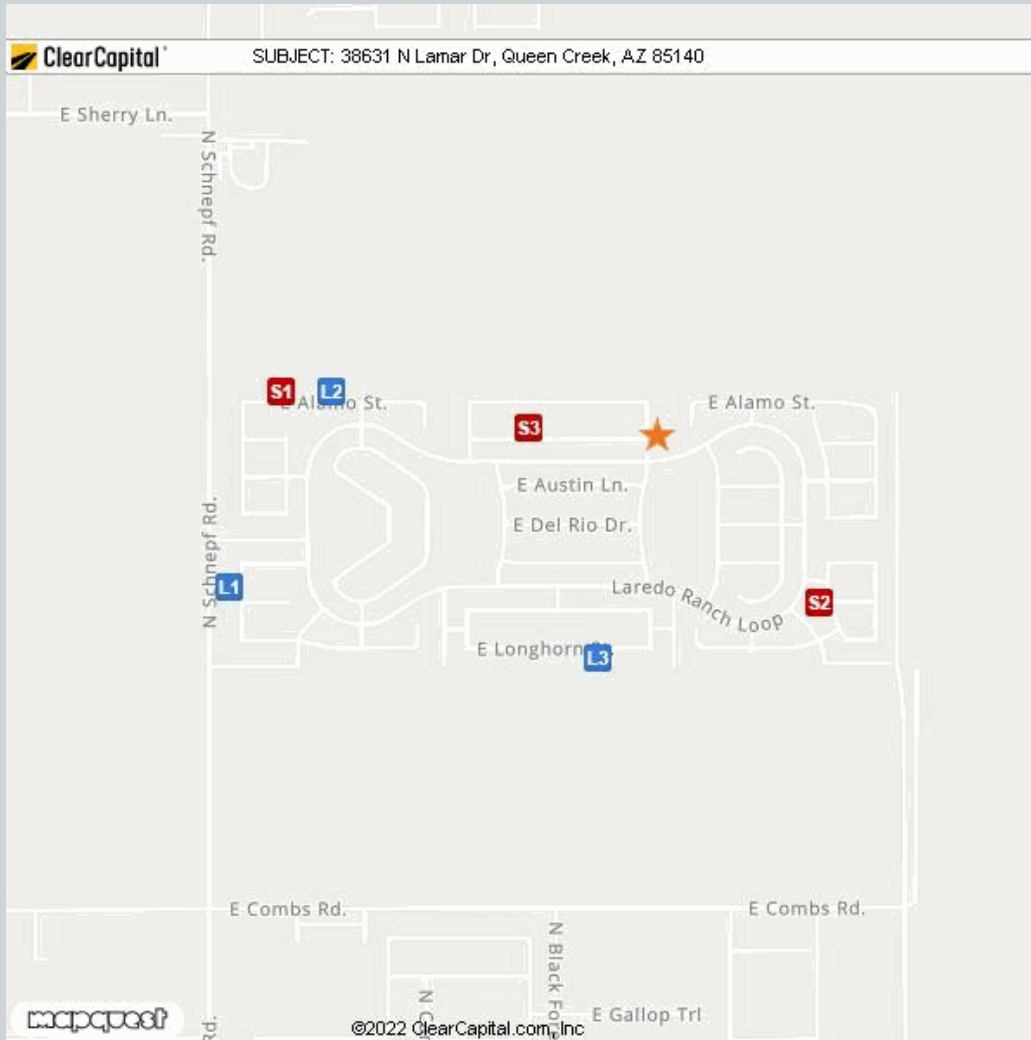 ClearCapital
SUBJECT: 38631 N Lamar Dr, Queen Creek, AZ 85140
E Sherry Ln.
N Schnepf Rd.
S1
L2
E Alamo St.
E Alamo St.
S3
E Austin Ln.
E Del Rio Dr.
N Schnepf Rd.
L1
Laredo Ranch Loop
S2
E Longhorn
L3
E Combs Rd.
E Combs Rd.
N Black For
N C
E Gallop Trl
Rd.
mapquest
©2022 ClearCapital.com, Inc